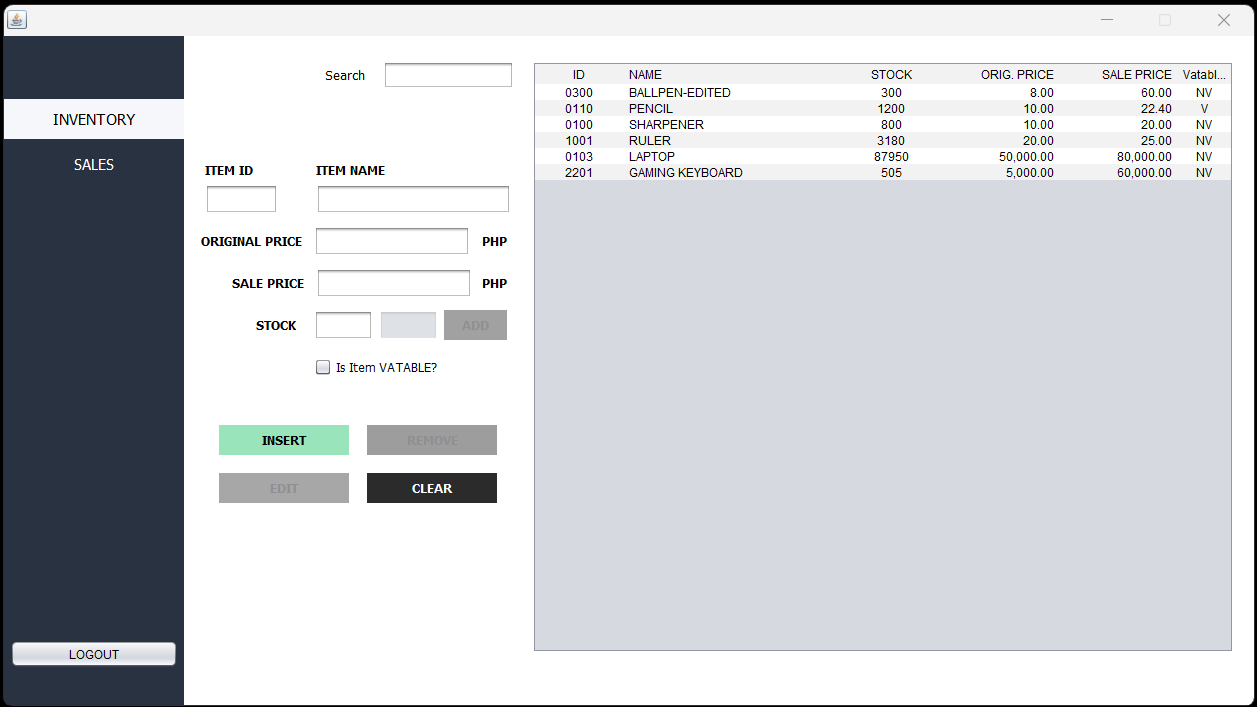 INVENTORY
SALES
LOGOUT
Search
ITEM ID ITEM NAME
ORIGINAL PRICE PHP
SALE PRICE PHP
STOCK ADD
Is Item VATABLE?
INSERT REMOVE
EDIT CLEAR
ID NAME STOCK ORIG. PRICE SALE PRICE Vatabl...
0300 BALLPEN-EDITED 300 8.00 60.00 NV
0110 PENCIL 1200 10.00 22.40 V
0100 SHARPENER 800 10.00 20.00 NV
1001 RULER 3180 20.00 25.00 NV
0103 LAPTOP 87950 50,000.00 80,000.00 NV
2201 GAMING KEYBOARD 505 5,000.00 60,000.00 NV